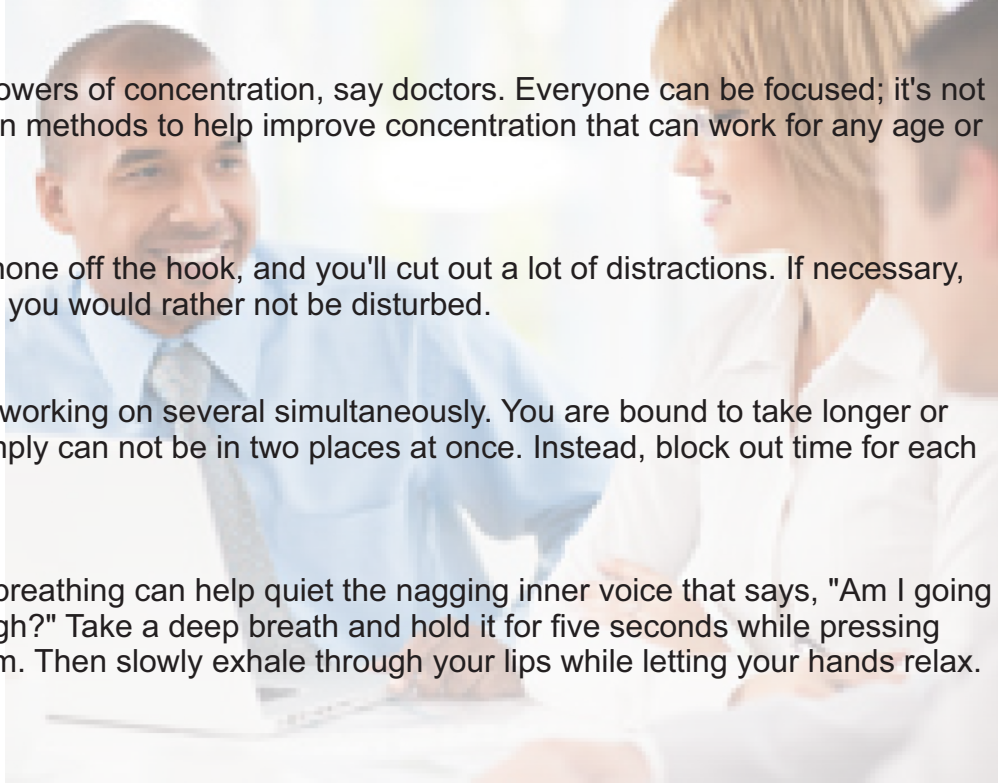 owers of concentration, say doctors. Everyone can be focused; it's not
n methods to help improve concentration that can work for any age or
one off the hook, and you'll cut out a lot of distractions. If necessary,
you would rather not be disturbed.
working on several simultaneously. You are bound to take longer or
ply can not be in two places at once. Instead, block out time for each
breathing can help quiet the nagging inner voice that says, "Am I going
gh?" Take a deep breath and hold it for five seconds while pressing
m. Then slowly exhale through your lips while letting your hands relax.